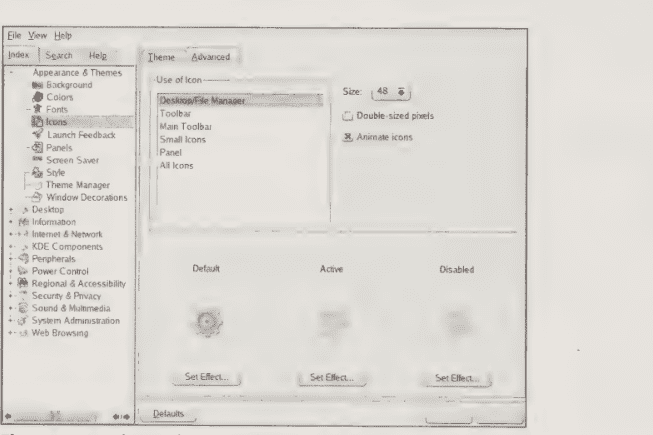 File View Help
Index Search Help
Appearance & Themes
Background
Colors
Fonts
Icons
Launch Feedback
Panels
Screen Saver
Style
Theme Manager
Window Decorations
Desktop
Information
Internet & Network
KDE Components
Peripherals
Power Control
Regional & Accessibility
Security & Privacy
Sound & Multimedia
System Administration
Web Browsing
Theme Advanced
Use of Icon
Desktop/File Manager
Toolbar
Main Toolbar
Small Icons
Panel
All Icons
Size: 48
Double-sized pixels
Animate icons
Default Active Disabled
Set Effect... Set Effect... Set Effect...
Defaults